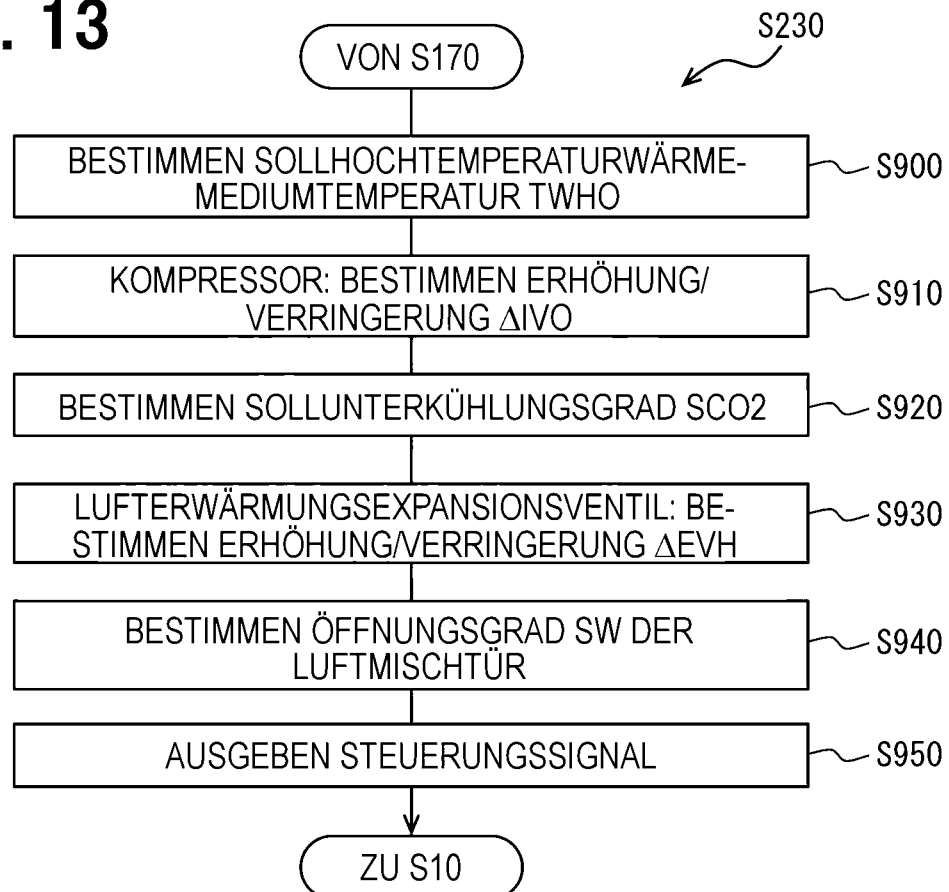 . 13
S230
VON S170
BESTIMMEN SOLLHOCHTEMPERATURWÄRME-
MEDIUMTEMPERATUR TWHO
S900
KOMPRESSOR: BESTIMMEN ERHÖHUNG/
VERRINGERUNG ΔIVO
S910
BESTIMMEN SOLLUNTERKÜHLUNGSGRAD SCO2
S920
LUFTERWÄRMUNGSEXPANSIONSVENTIL: BE-
STIMMEN ERHÖHUNG/VERRINGERUNG ΔEVH
S930
BESTIMMEN ÖFFNUNGSGRAD SW DER
LUFTMISCHTÜR
S940
AUSGEBEN STEUERUNGSSIGNAL
S950
ZU S10